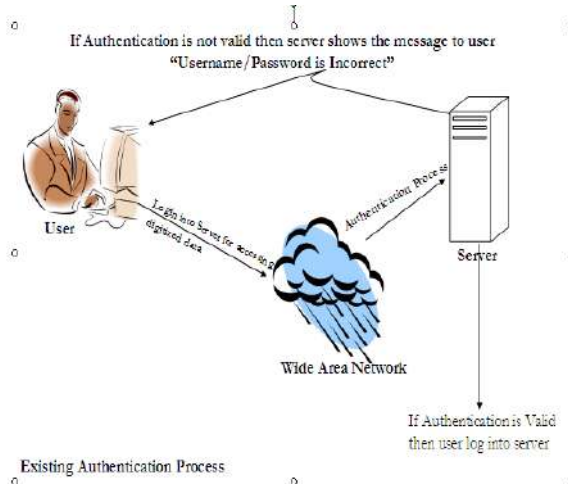 If Authentication is not valid then server shows the message to user
“Username/Password is Incorrect”
User
Login into Server for accessing
digitized data
Authentication Process
Server
Wide Area Network
If Authentication is Valid
then user log into server
Existing Authentication Process